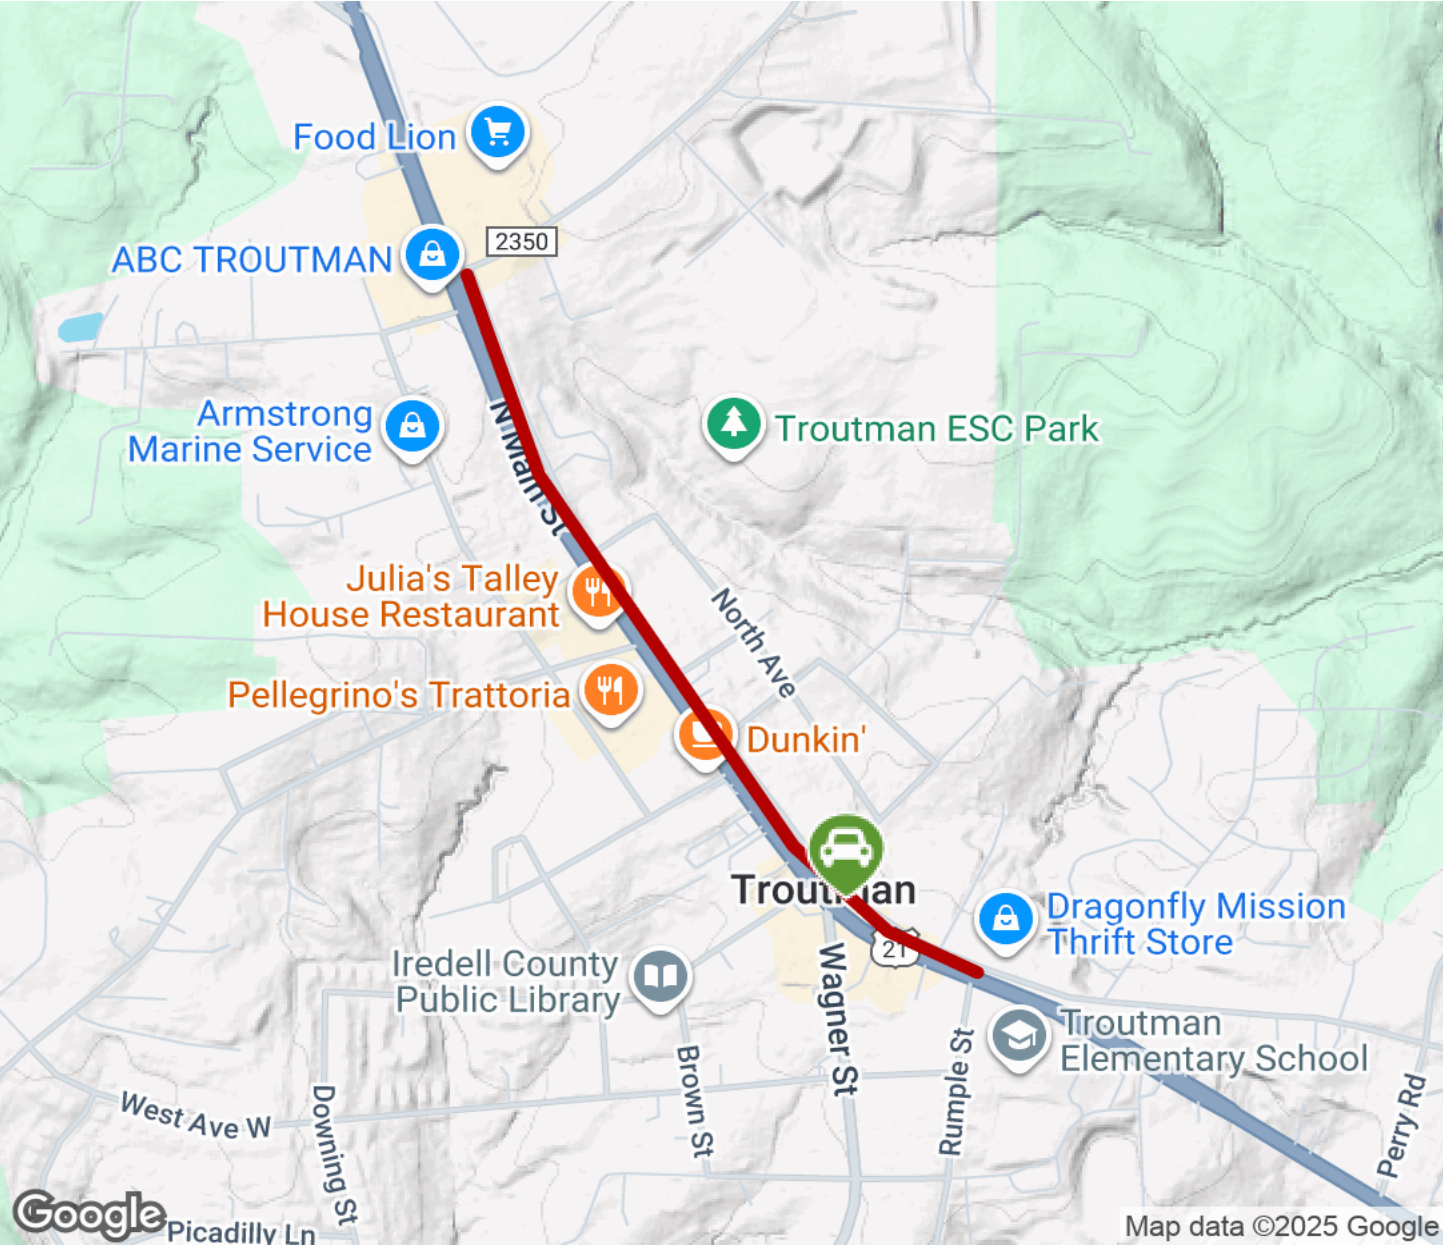 Food Lion
2350
ABC TROUTMAN
Armstrong
Marine Service
N Main St
Troutman ESC Park
Julia's Talley
House Restaurant
North Ave
Pellegrino's Trattoria
Dunkin'
Troutman
Dragonfly Mission
Thrift Store
21
Iredell County
Public Library
Wagner St
Troutman
Elementary School
Rumple St
Brown St
Perry Rd
West Ave W
Downing St
Google
Picadilly Ln
Map data ©2025 Google